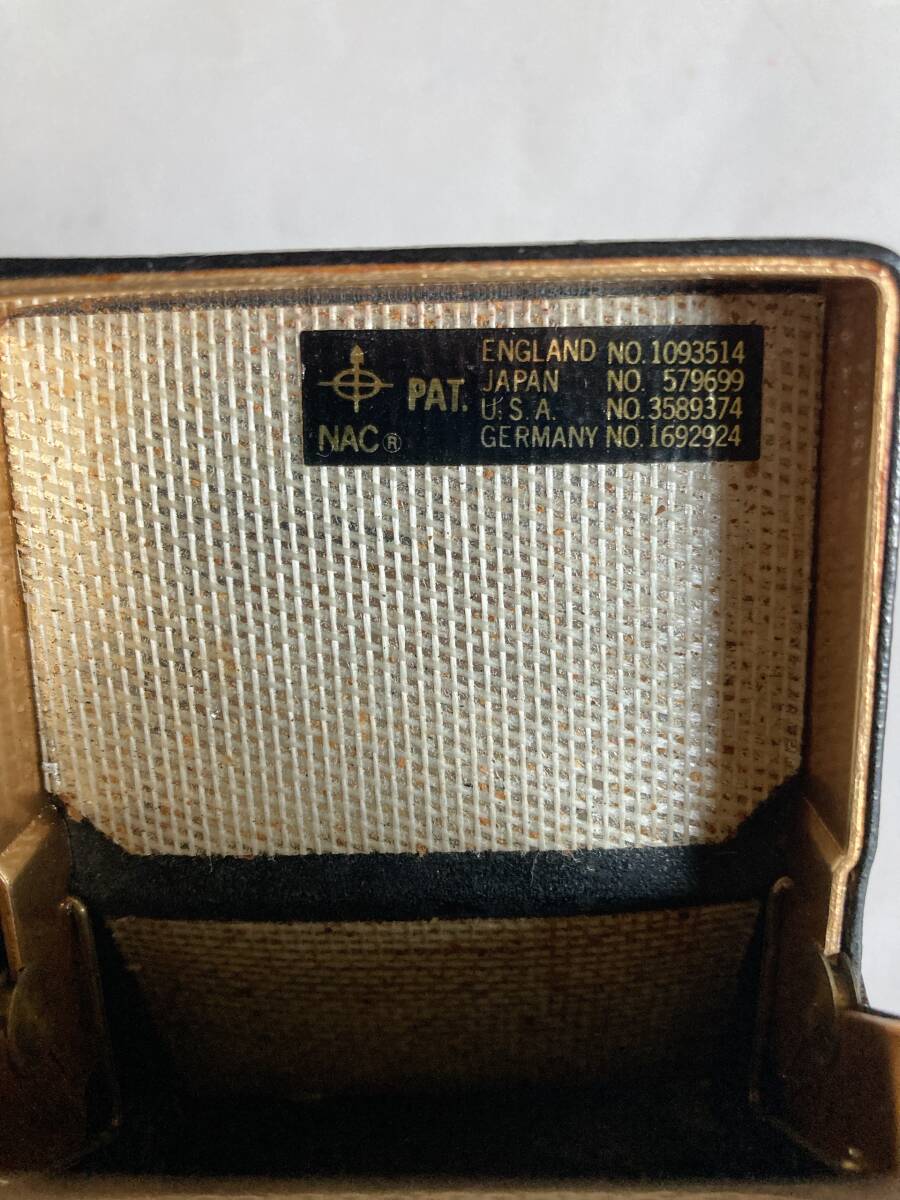 ENGLAND NO.1093514
JAPAN NO. 579699
PAT.
U.S.A. NO.3589374
GERMANY NO.1692924
NAC®